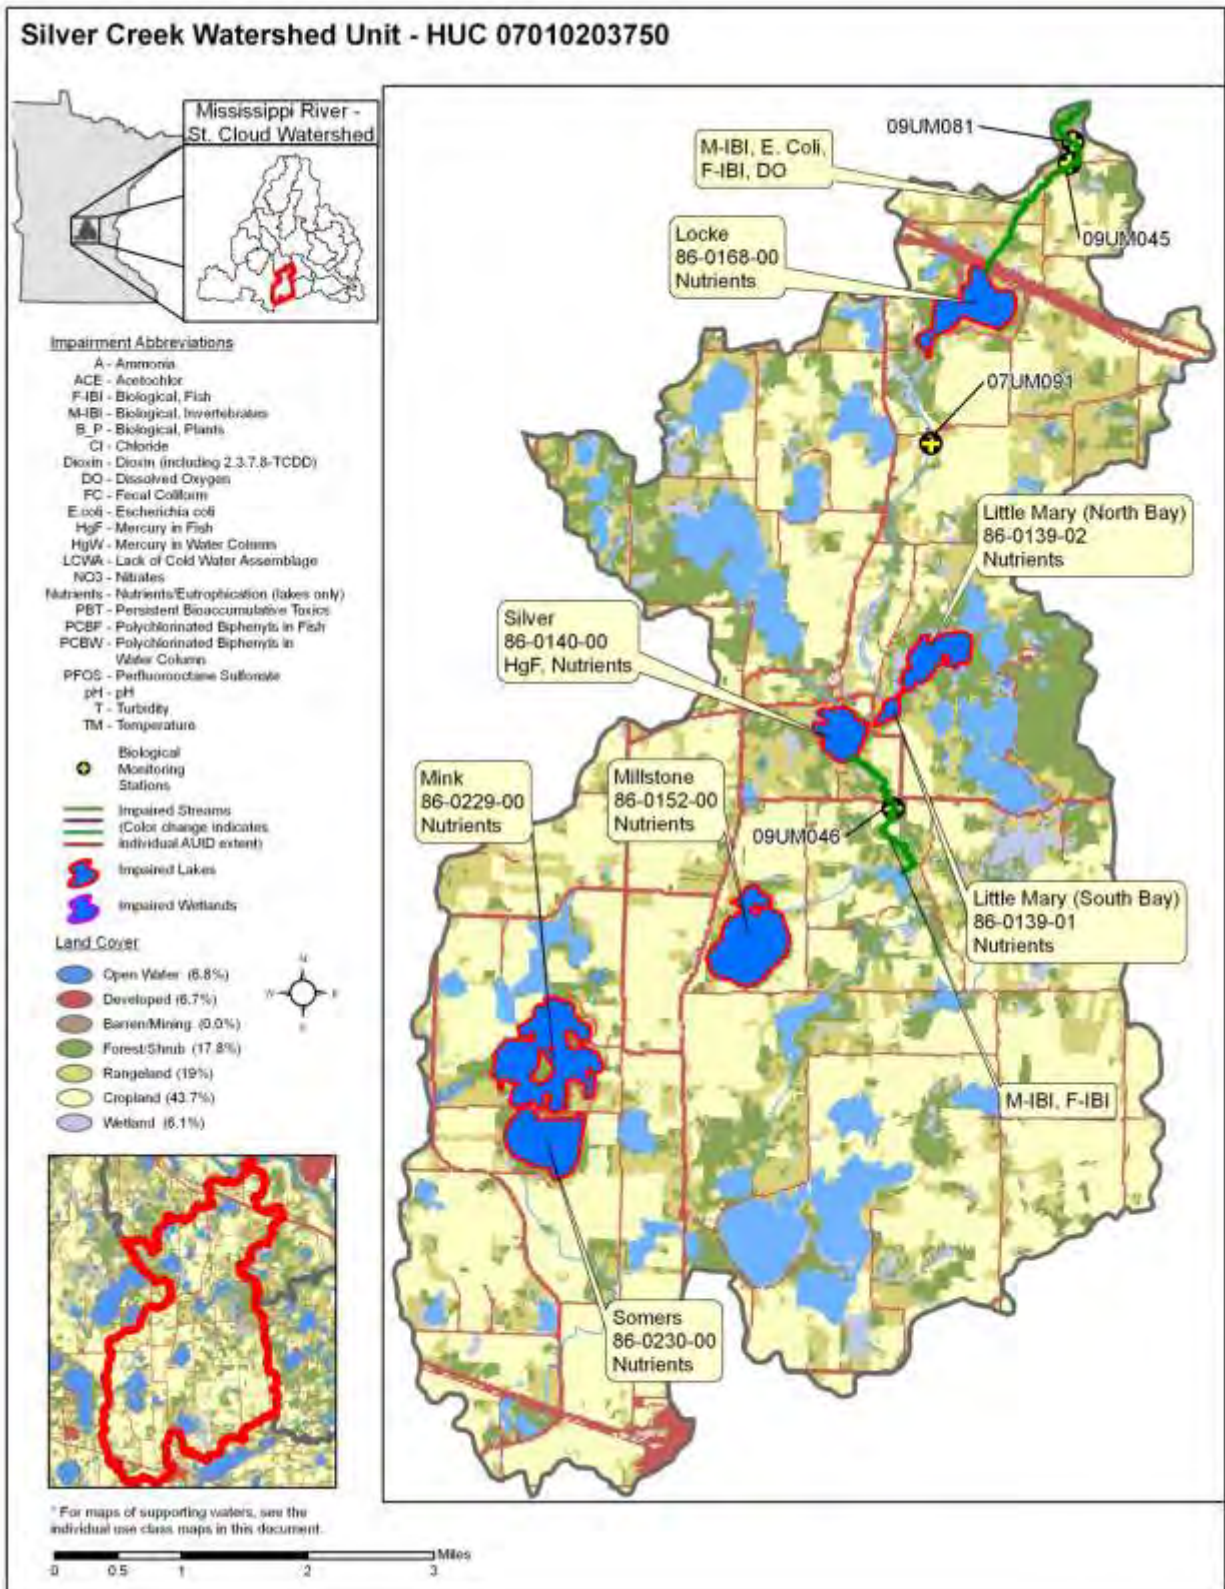 Silver Creek Watershed Unit - HUC 07010203750
Mississippi River -
St. Cloud Watershed
Impairment Abbreviations
A - Ammonia
ACE - Acetochlor
F-IBI - Biological, Fish
M-IBI - Biological, Invertebrates
B_P - Biological, Plants
Cl - Chloride
Dioxin - Dioxin (including 2.3.7.8-TCDD)
DO - Dissolved Oxygen
FC - Fecal Coliform
E.coli - Escherichia coli
HgF - Mercury in Fish
HgW - Mercury in Water Column
LCWA - Lack of Cold Water Assemblage
NO3 - Nitrates
Nutrients - Nutrients/Eutrophication (lakes only)
PBT - Persistent Bioaccumulative Toxics
PCBF - Polychlorinated Biphenyls in Fish
PCBW - Polychlorinated Biphenyls in
Water Column
PFOS - Perfluorooctane Sulfonate
pH - pH
T - Turbidity
TM - Temperature
Biological
Monitoring
Stations
Impaired Streams
(Color change indicates
individual AUID extent)
Impaired Lakes
Impaired Wetlands
Land Cover
Open Water (6.8%)
Developed (6.7%)
Barren/Mining (0.0%)
Forest/Shrub (17.8%)
Rangeland (19%)
Cropland (43.7%)
Wetland (6.1%)
N
W
E
S
* For maps of supporting waters, see the
individual use class maps in this document.
Miles
0 0.5 1 2 3
09UM081
M-IBI, E. Coli,
F-IBI, DO
09UM045
Locke
86-0168-00
Nutrients
07UM091
Little Mary (North Bay)
86-0139-02
Nutrients
Silver
86-0140-00
HgF, Nutrients
Mink
86-0229-00
Nutrients
Millstone
86-0152-00
Nutrients
09UM046
Little Mary (South Bay)
86-0139-01
Nutrients
M-IBI, F-IBI
Somers
86-0230-00
Nutrients